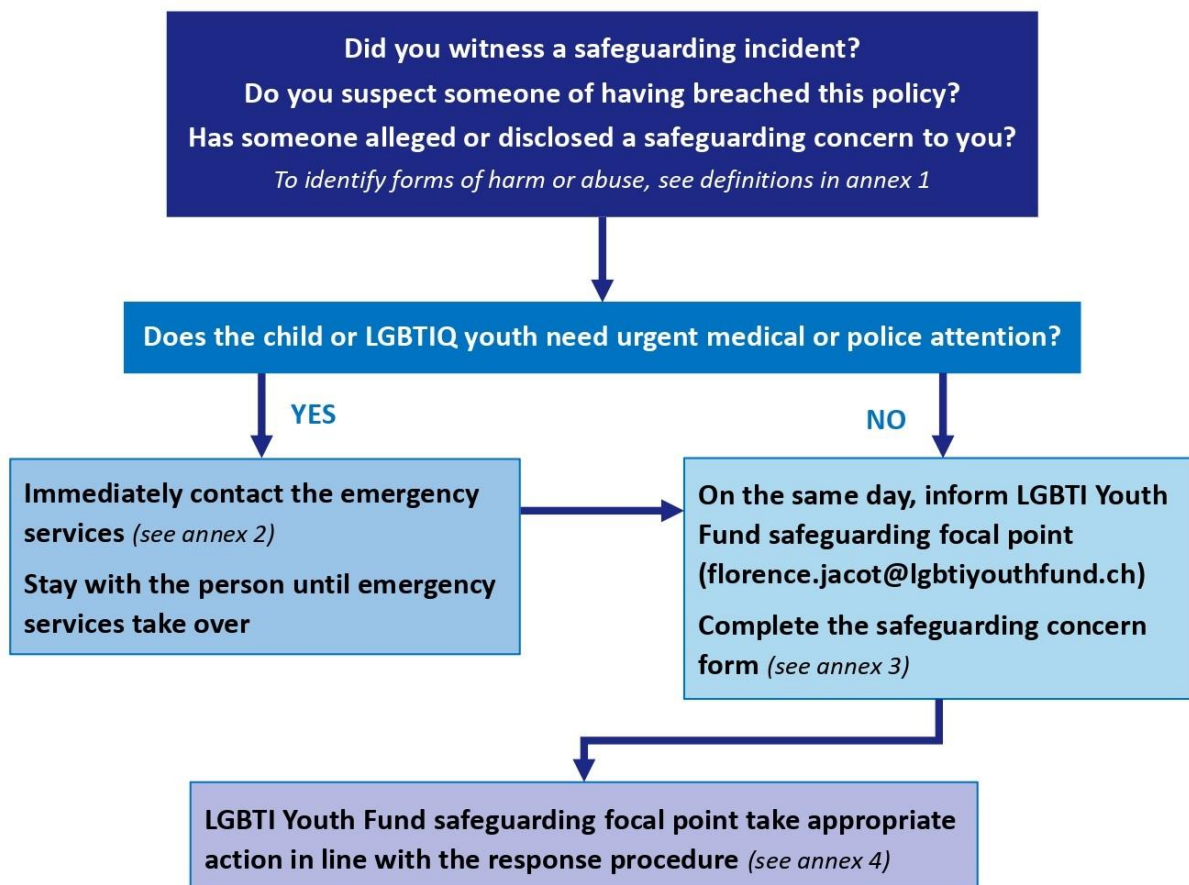 Did you witness a safeguarding incident?
Do you suspect someone of having breached this policy?
Has someone alleged or disclosed a safeguarding concern to you?
To identify forms of harm or abuse, see definitions in annex 1
Does the child or LGBTIQ youth need urgent medical or police attention?
YES
NO
Immediately contact the emergency
services (see annex 2)
Stay with the person until emergency
services take over
On the same day, inform LGBTI Youth
Fund safeguarding focal point
(florence.jacot@lgbtiyouthfund.ch)
Complete the safeguarding concern
form (see annex 3)
LGBTI Youth Fund safeguarding focal point take appropriate
action in line with the response procedure (see annex 4)